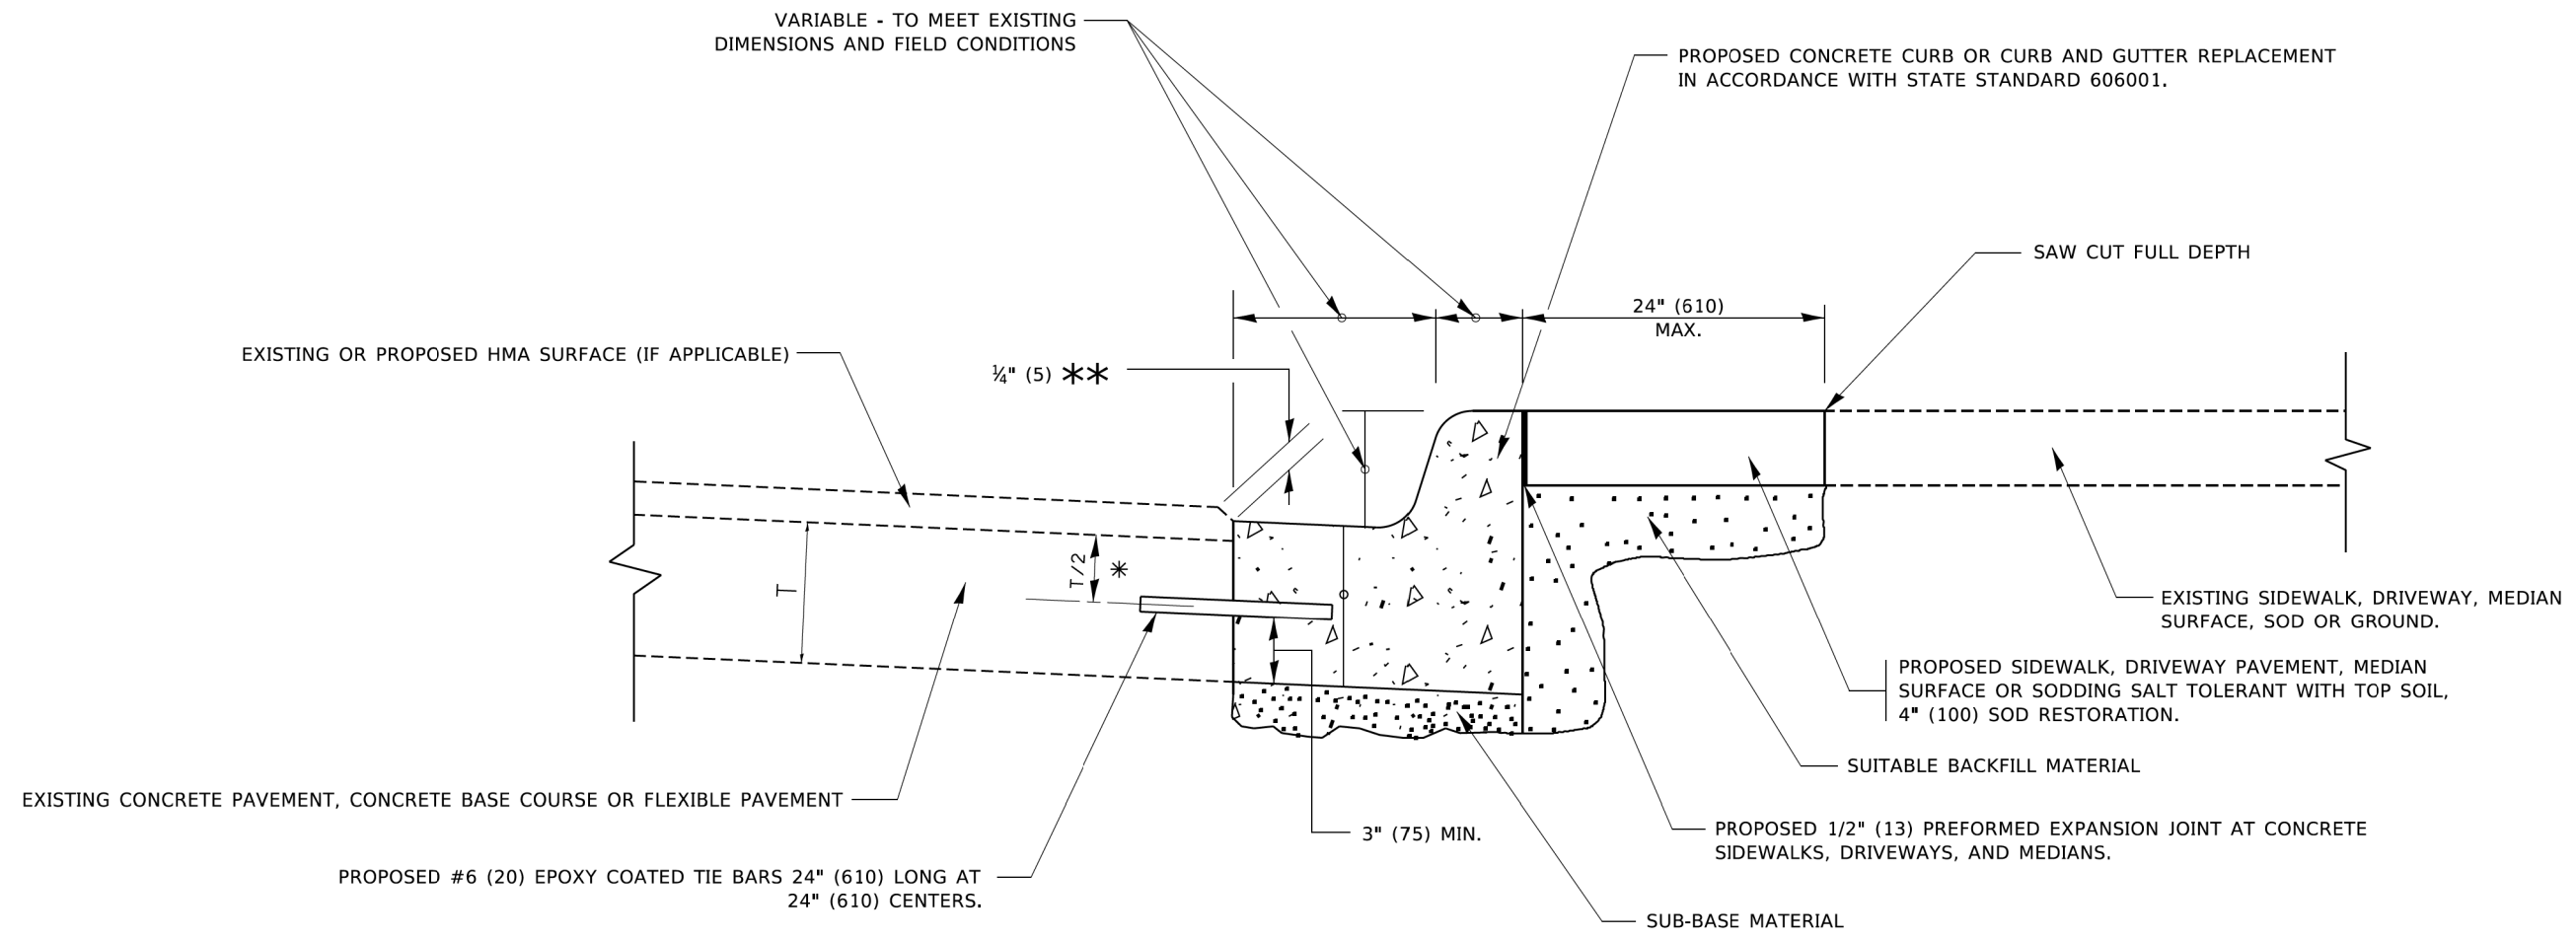 VARIABLE - TO MEET EXISTING
DIMENSIONS AND FIELD CONDITIONS
PROPOSED CONCRETE CURB OR CURB AND GUTTER REPLACEMENT
IN ACCORDANCE WITH STATE STANDARD 606001.
SAW CUT FULL DEPTH
24" (610)
MAX.
EXISTING OR PROPOSED HMA SURFACE (IF APPLICABLE)
¼" (5) **
T/2
*
T
EXISTING SIDEWALK, DRIVEWAY, MEDIAN
SURFACE, SOD OR GROUND.
PROPOSED SIDEWALK, DRIVEWAY PAVEMENT, MEDIAN
SURFACE OR SODDING SALT TOLERANT WITH TOP SOIL,
4" (100) SOD RESTORATION.
SUITABLE BACKFILL MATERIAL
EXISTING CONCRETE PAVEMENT, CONCRETE BASE COURSE OR FLEXIBLE PAVEMENT
3" (75) MIN.
PROPOSED 1/2" (13) PREFORMED EXPANSION JOINT AT CONCRETE
SIDEWALKS, DRIVEWAYS, AND MEDIANS.
PROPOSED #6 (20) EPOXY COATED TIE BARS 24" (610) LONG AT
24" (610) CENTERS.
SUB-BASE MATERIAL